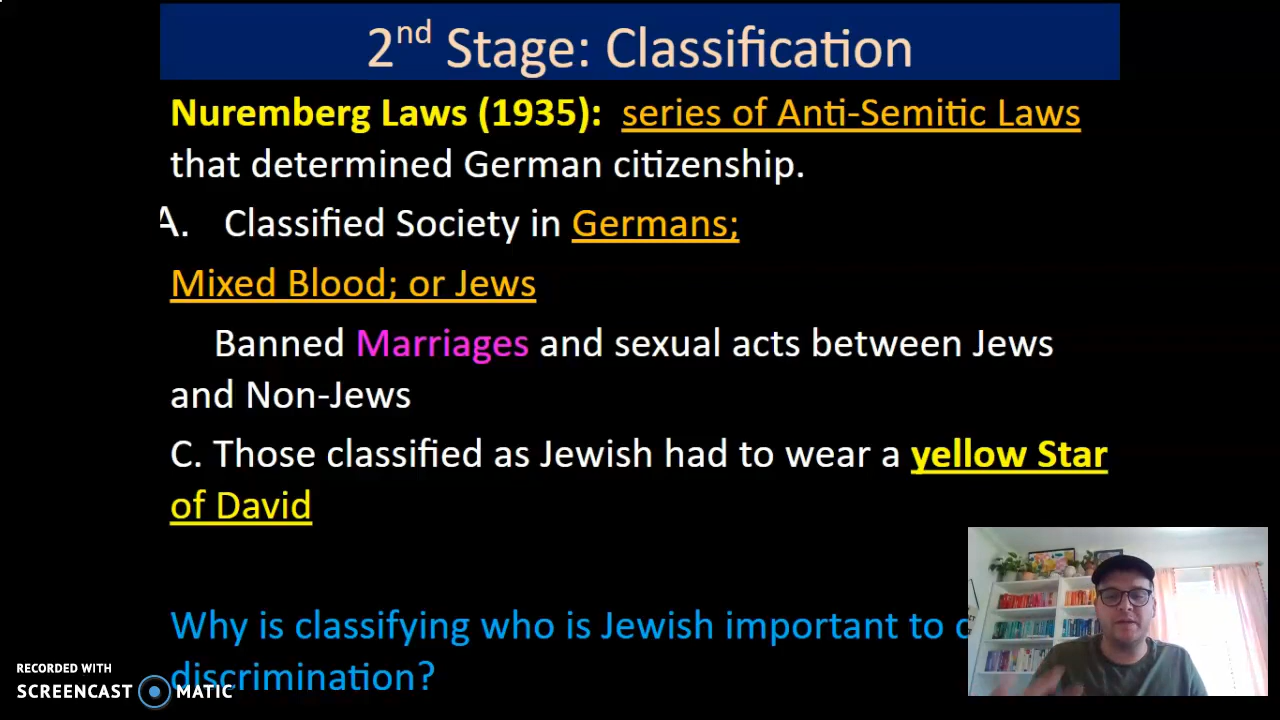 2nd Stage: Classification
Nuremberg Laws (1935): series of Anti-Semitic Laws
that determined German citizenship.
A. Classified Society in Germans;
Mixed Blood; or Jews
Banned Marriages and sexual acts between Jews
and Non-Jews
C. Those classified as Jewish had to wear a yellow Star
of David
Why is classifying who is Jewish important to
discrimination?
RECORDED WITH
SCREENCAST MATIC